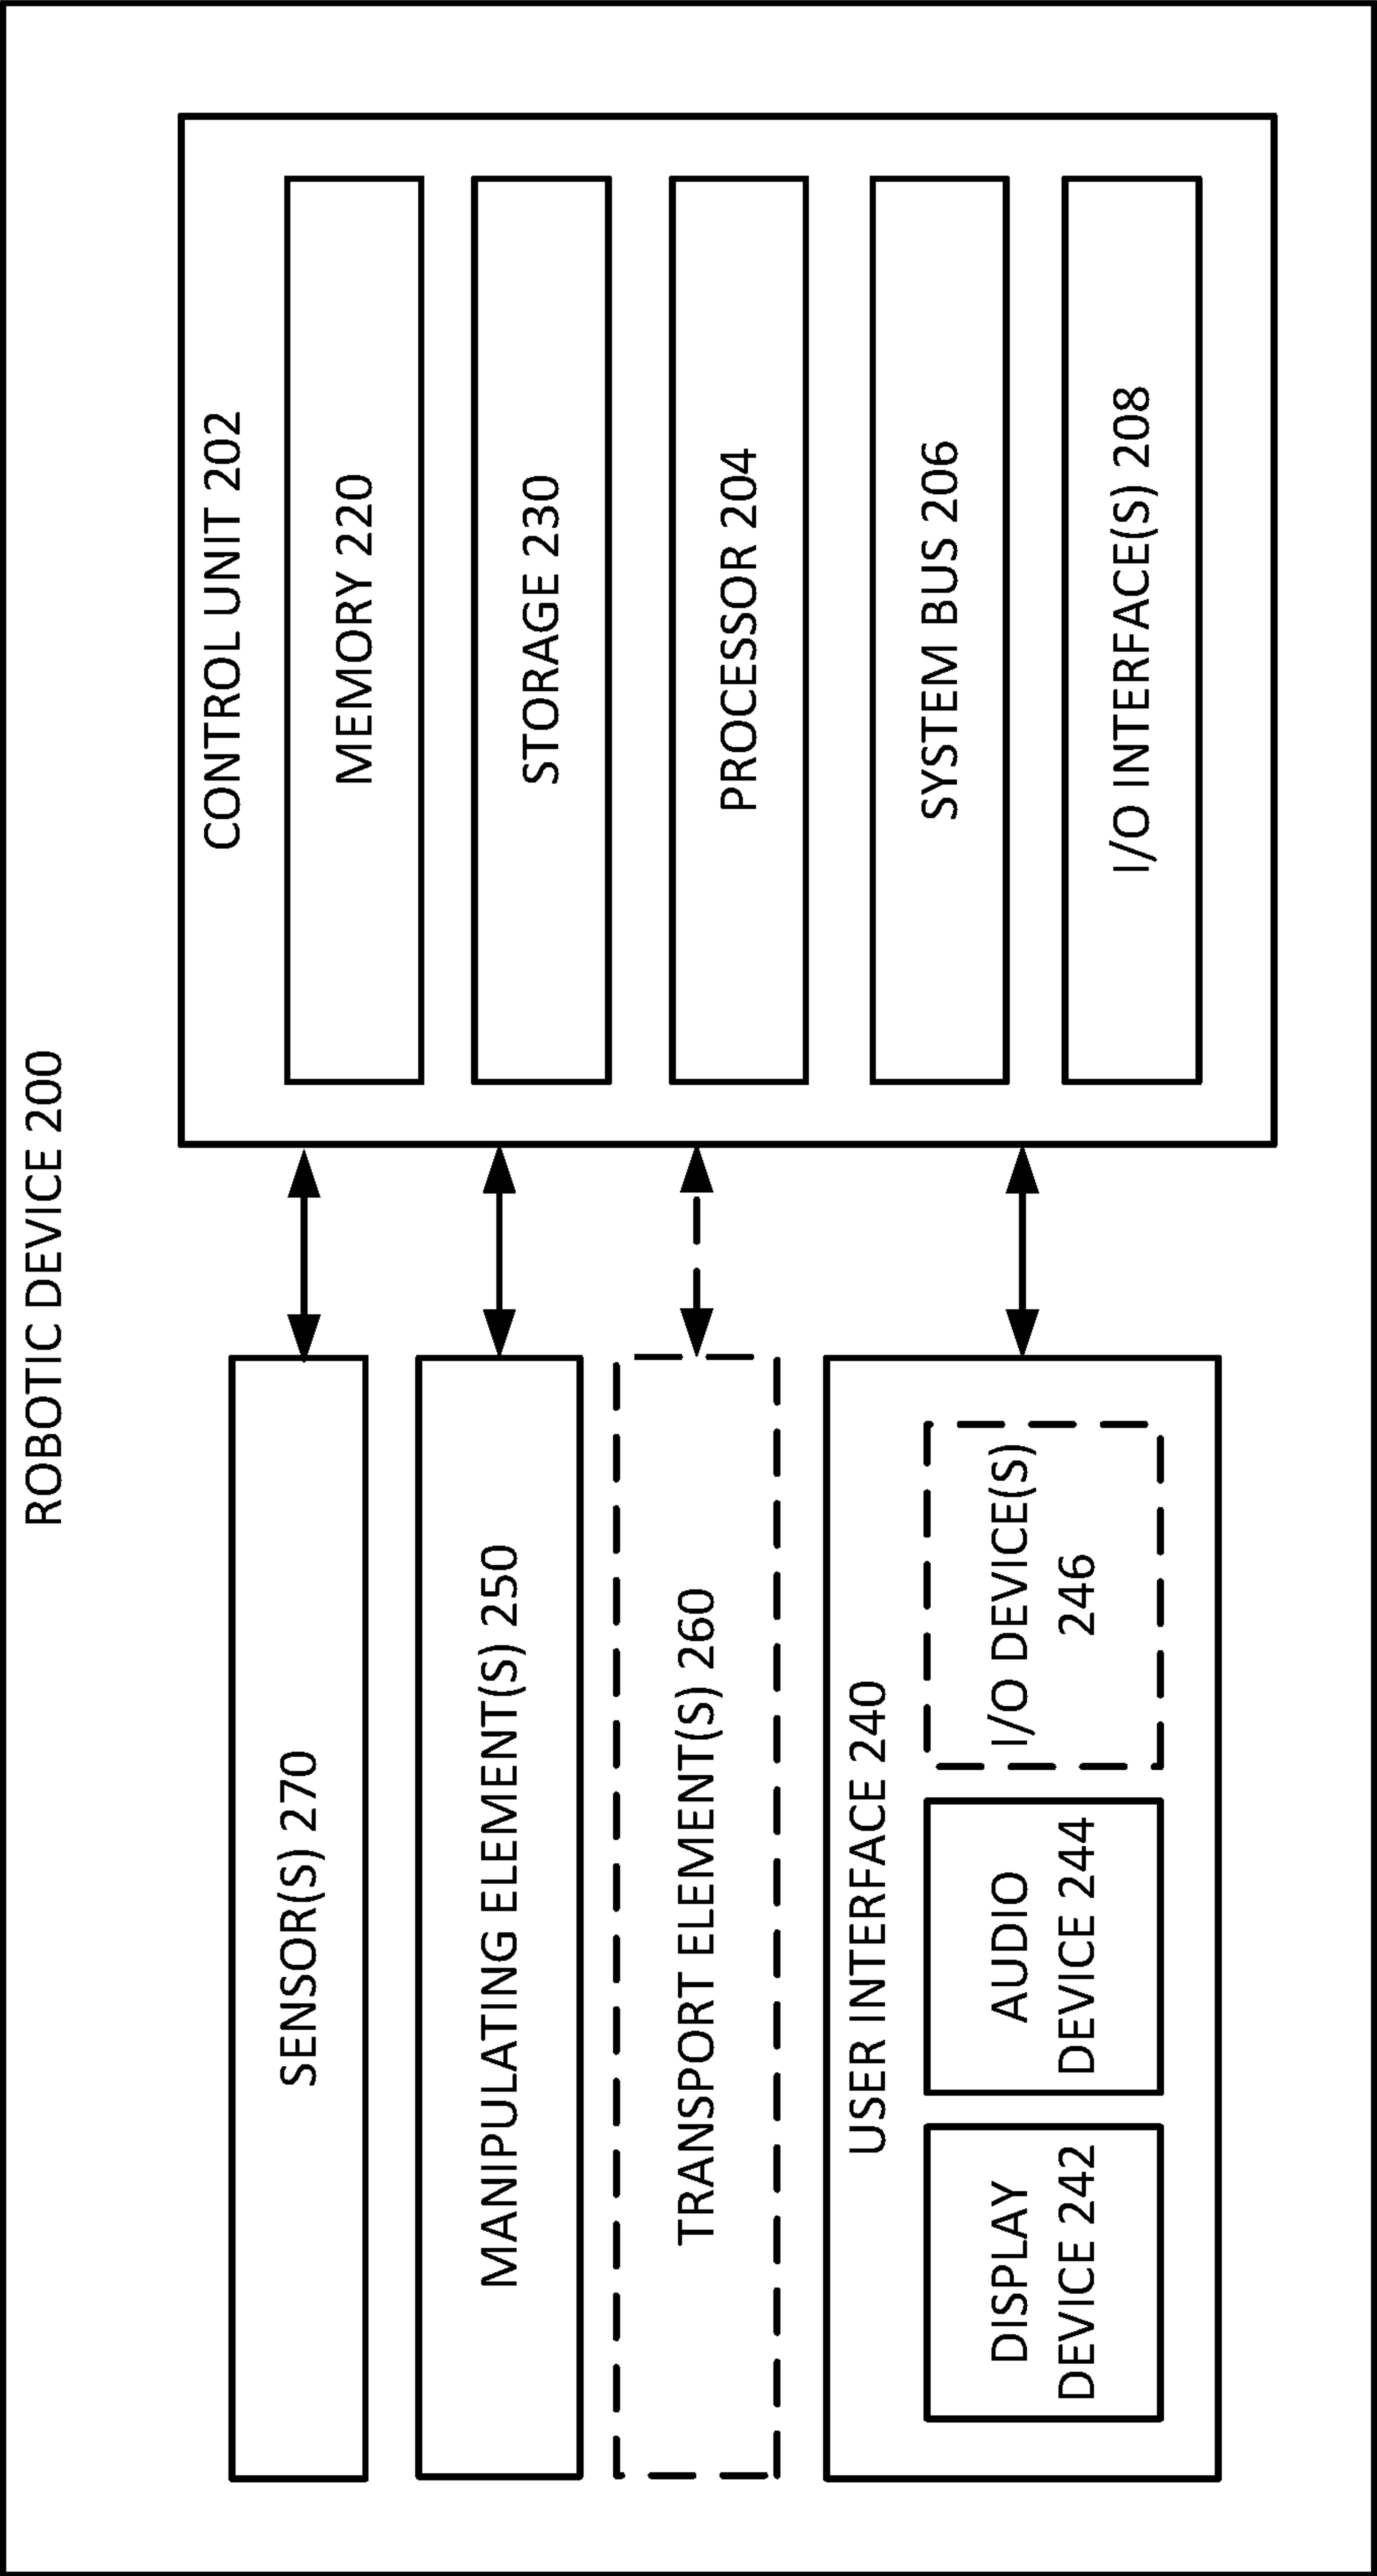 ROBOTIC DEVICE 200
SENSOR(S) 270
MANIPULATING ELEMENT(S) 250
TRANSPORT ELEMENT(S) 260
USER INTERFACE 240
DISPLAY
DEVICE 242
AUDIO
DEVICE 244
I/O DEVICE(S)
246
CONTROL UNIT 202
MEMORY 220
STORAGE 230
PROCESSOR 204
SYSTEM BUS 206
I/O INTERFACE(S) 208